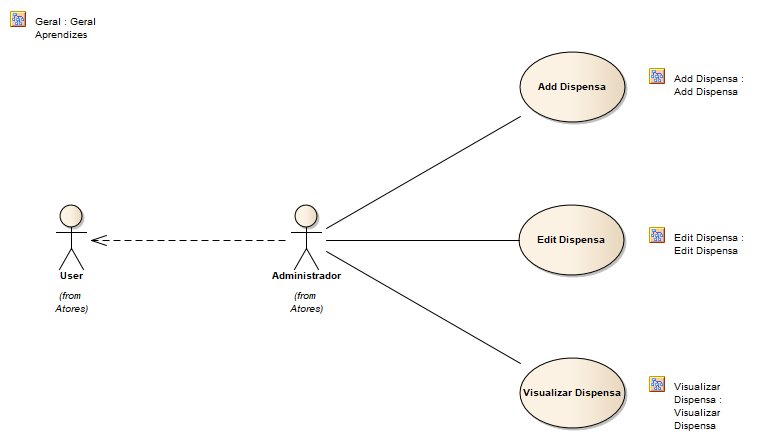 Geral : Geral
Aprendizes
Add Dispensa
Add Dispensa :
Add Dispensa
User
(from
Atores)
Administrador
(from
Atores)
Edit Dispensa
Edit Dispensa :
Edit Dispensa
Visualizar Dispensa
Visualizar
Dispensa :
Visualizar
Dispensa